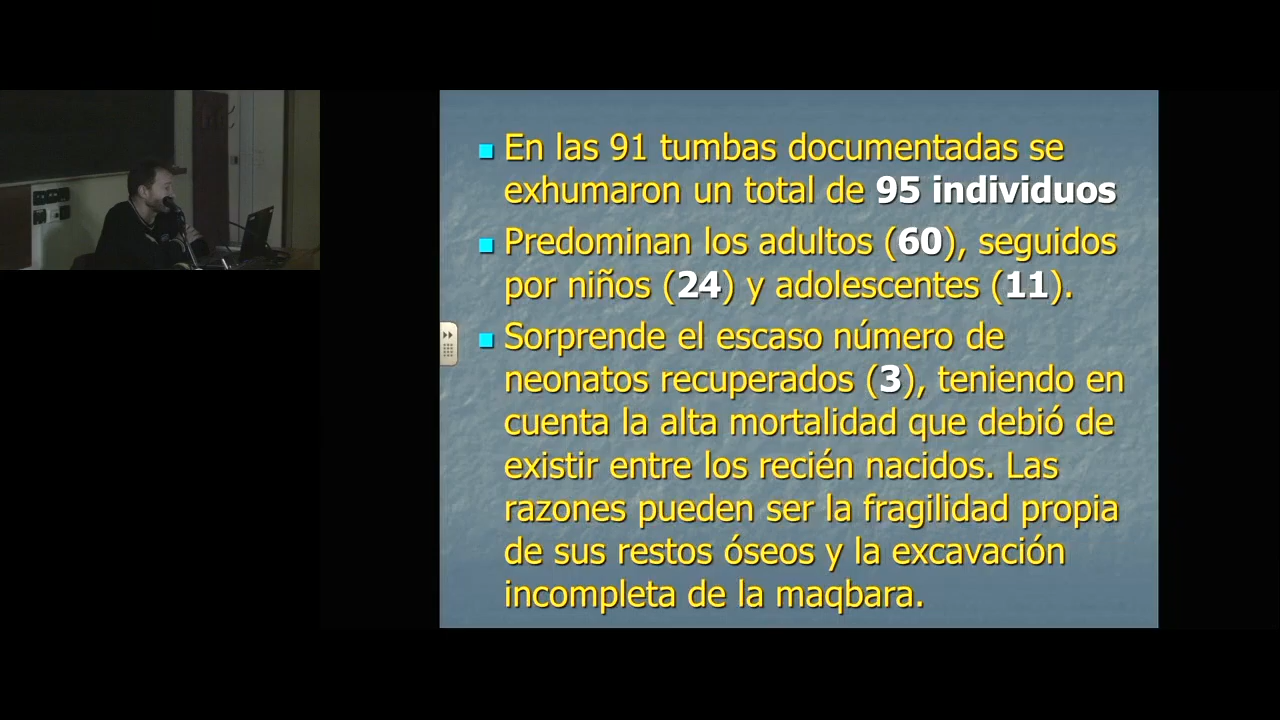 En las 91 tumbas documentadas se
exhumaron un total de 95 individuos
Predominan los adultos (60), seguidos
por niños (24) y adolescentes (11).
Sorprende el escaso número de
neonatos recuperados (3), teniendo en
cuenta la alta mortalidad que debió de
existir entre los recién nacidos. Las
razones pueden ser la fragilidad propia
de sus restos óseos y la excavación
incompleta de la maqbara.